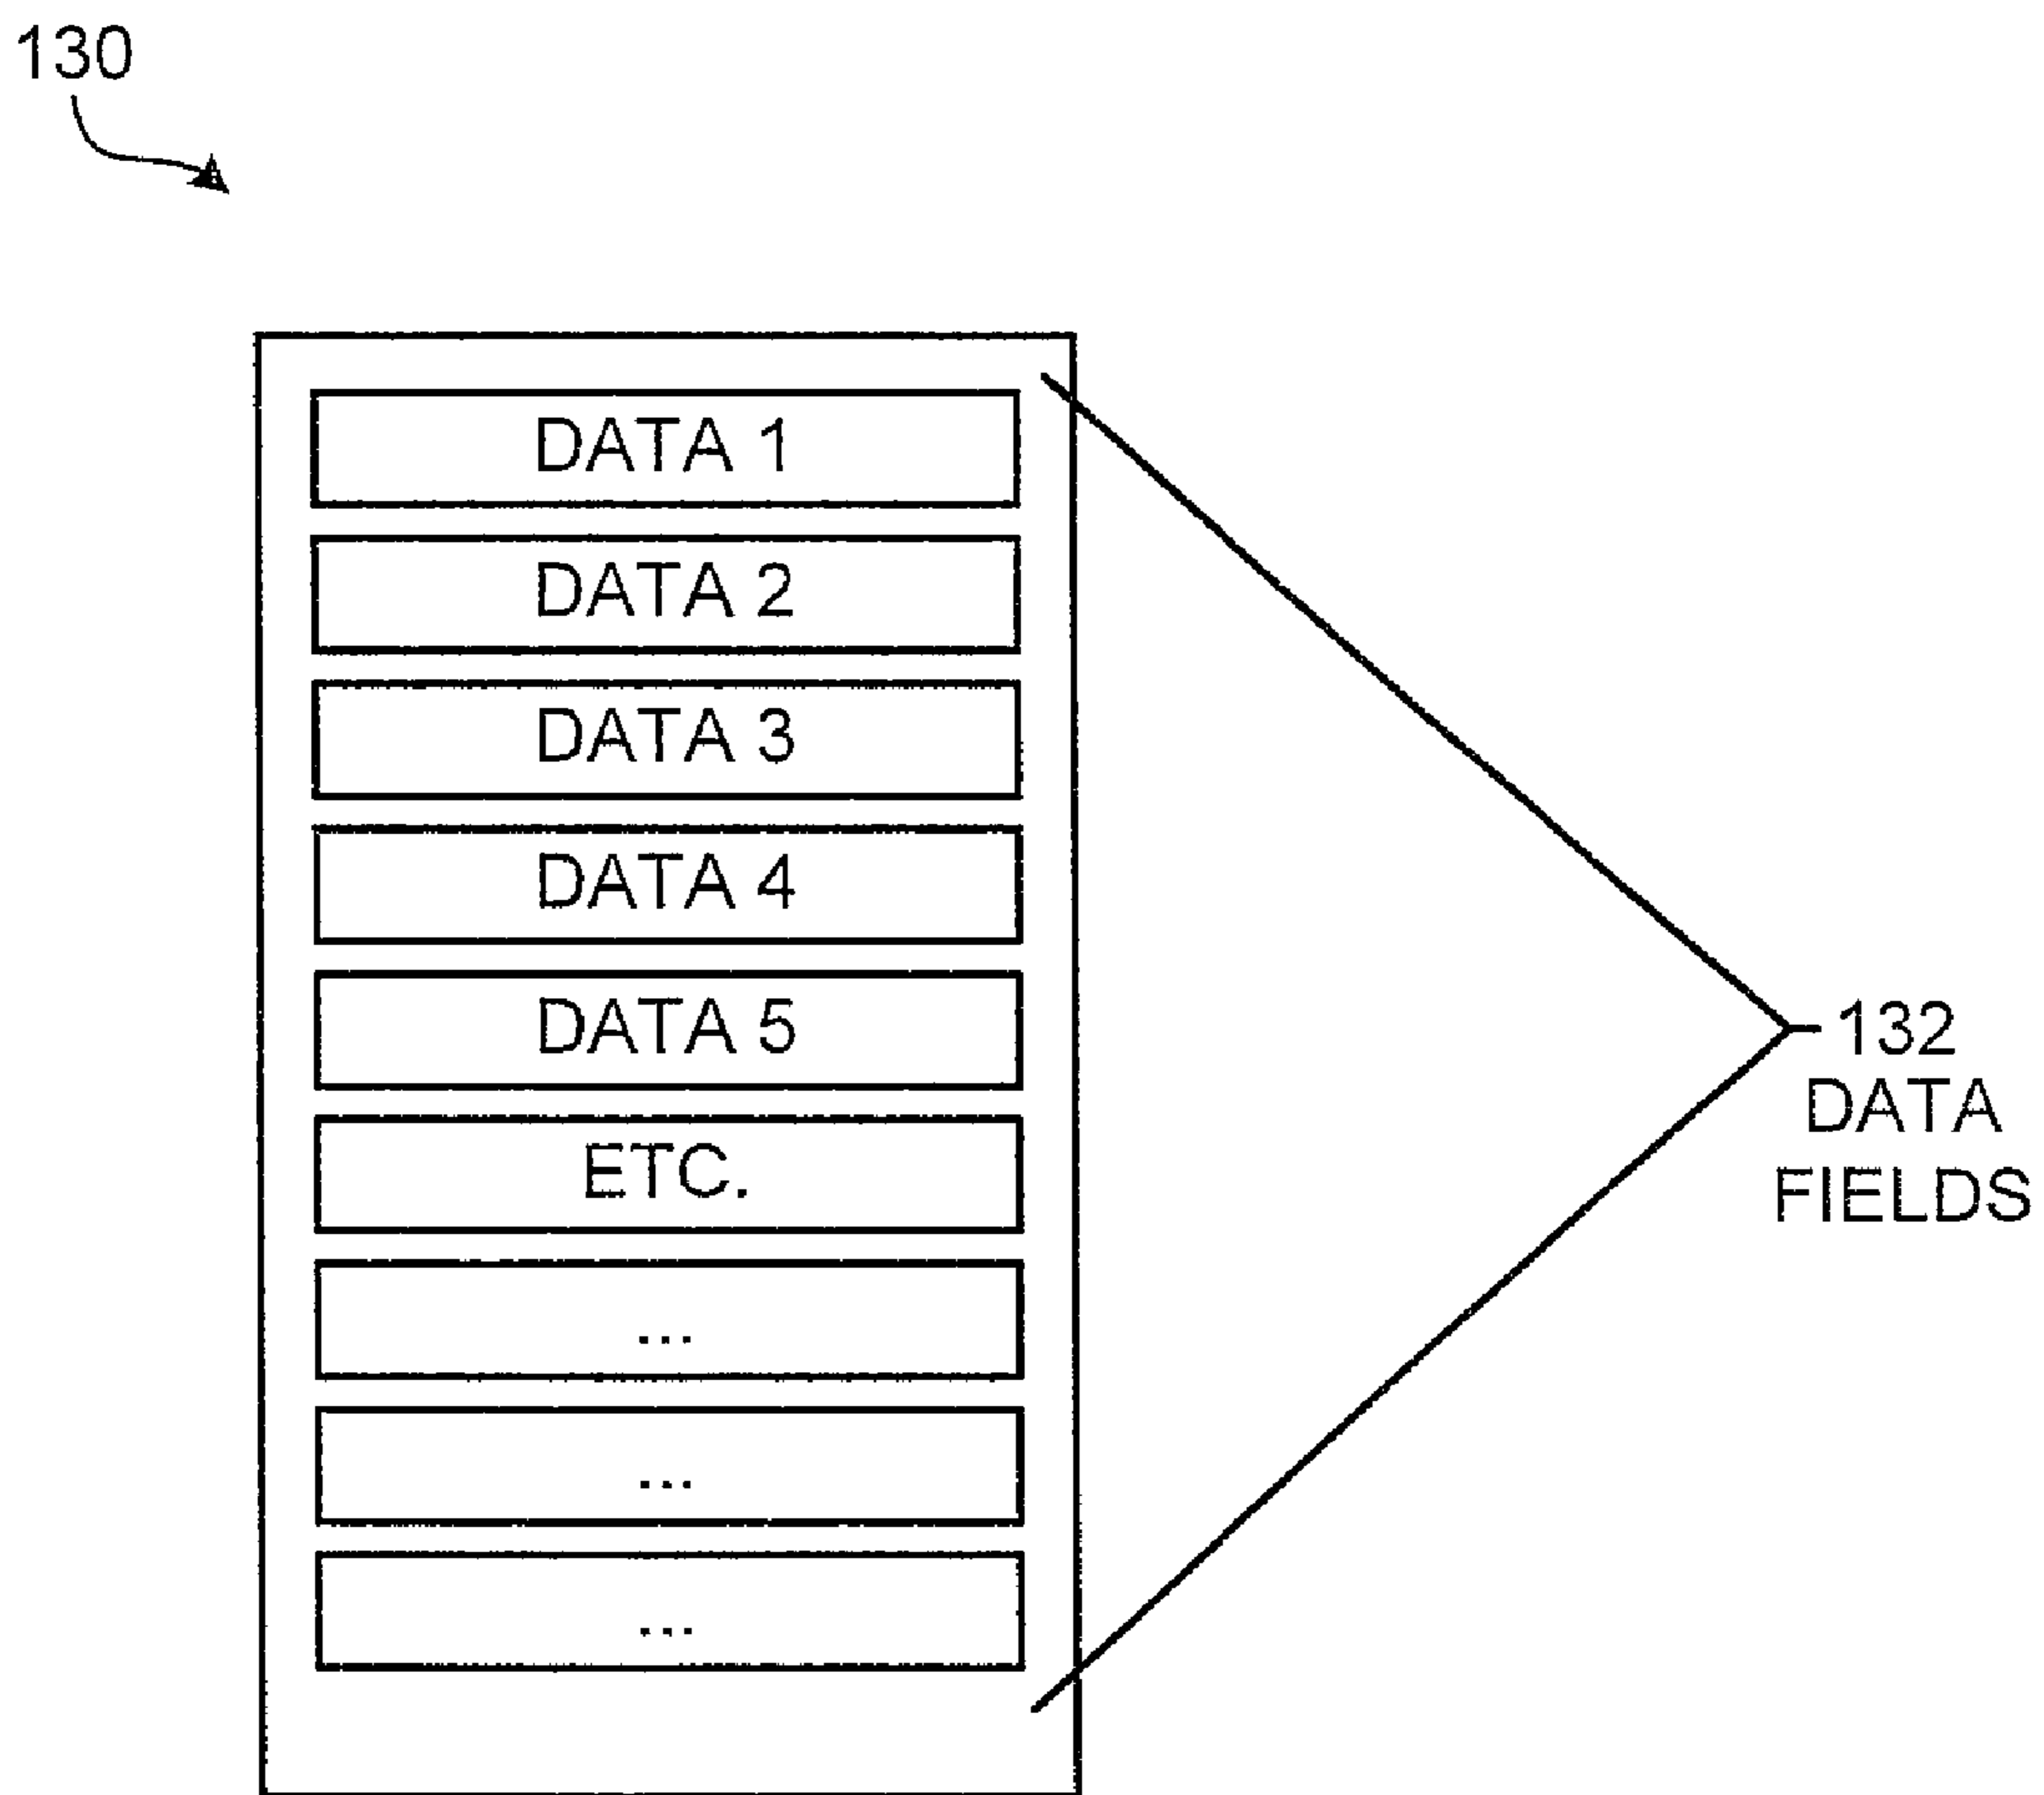 130
DATA 1
DATA 2
DATA 3
DATA 4
DATA 5
ETC.
...
...
...
132
DATA
FIELDS